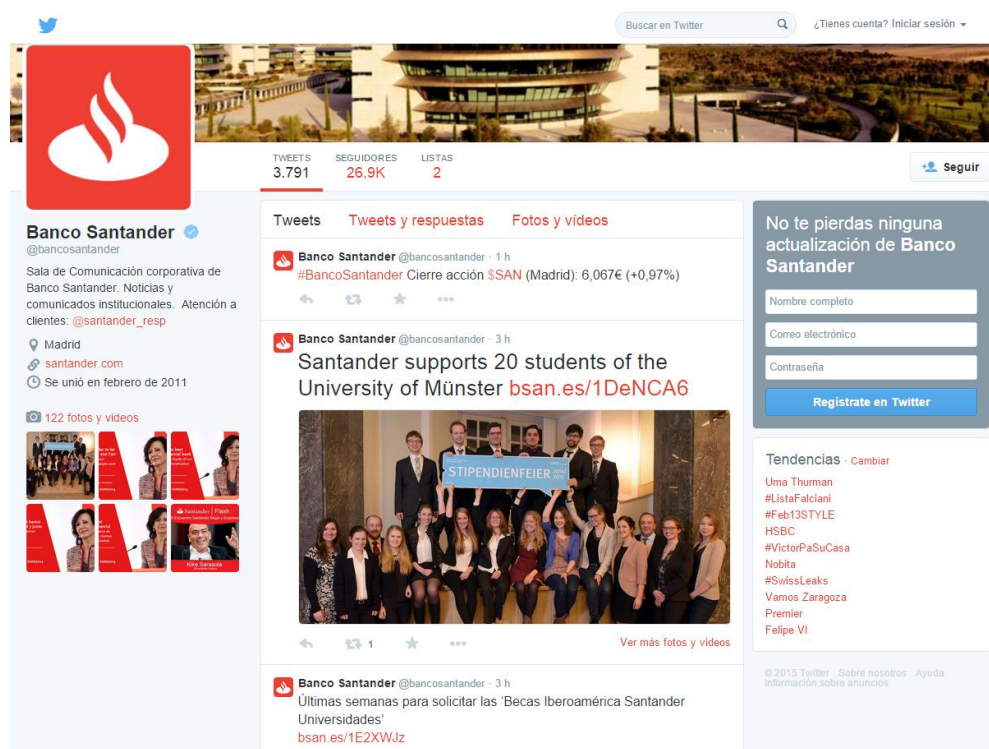 Buscar en Twitter
¿Tienes cuenta? Iniciar sesión
TWEETS
3.791
SEGUIDORES
26,9K
LISTAS
2
Seguir
Banco Santander
@bancosantander
Sala de Comunicación corporativa de
Banco Santander. Noticias y
comunicados institucionales. Atención a
clientes: @santander_resp
Madrid
santander.com
Se unió en febrero de 2011
122 fotos y vídeos
Santander Flash
Kike Sarasola
Tweets Tweets y respuestas Fotos y vídeos
Banco Santander @bancosantander · 1 h
#BancoSantander Cierre acción $SAN (Madrid): 6,067€ (+0,97%)
Banco Santander @bancosantander · 3 h
Santander supports 20 students of the
University of Münster bsan.es/1DeNCA6
STIPENDIENFEIER
1
Ver más fotos y vídeos
Banco Santander @bancosantander · 3 h
Últimas semanas para solicitar las 'Becas Iberoamérica Santander
Universidades'
bsan.es/1E2XWJz
No te pierdas ninguna
actualización de Banco
Santander
Nombre completo
Correo electrónico
Contraseña
Regístrate en Twitter
Tendencias · Cambiar
Uma Thurman
#ListaFalciani
#Feb13STYLE
HSBC
#VictorPaSuCasa
Nobita
#SwissLeaks
Vamos Zaragoza
Premier
Felipe VI
© 2015 Twitter Sobre nosotros Ayuda
Información sobre anuncios